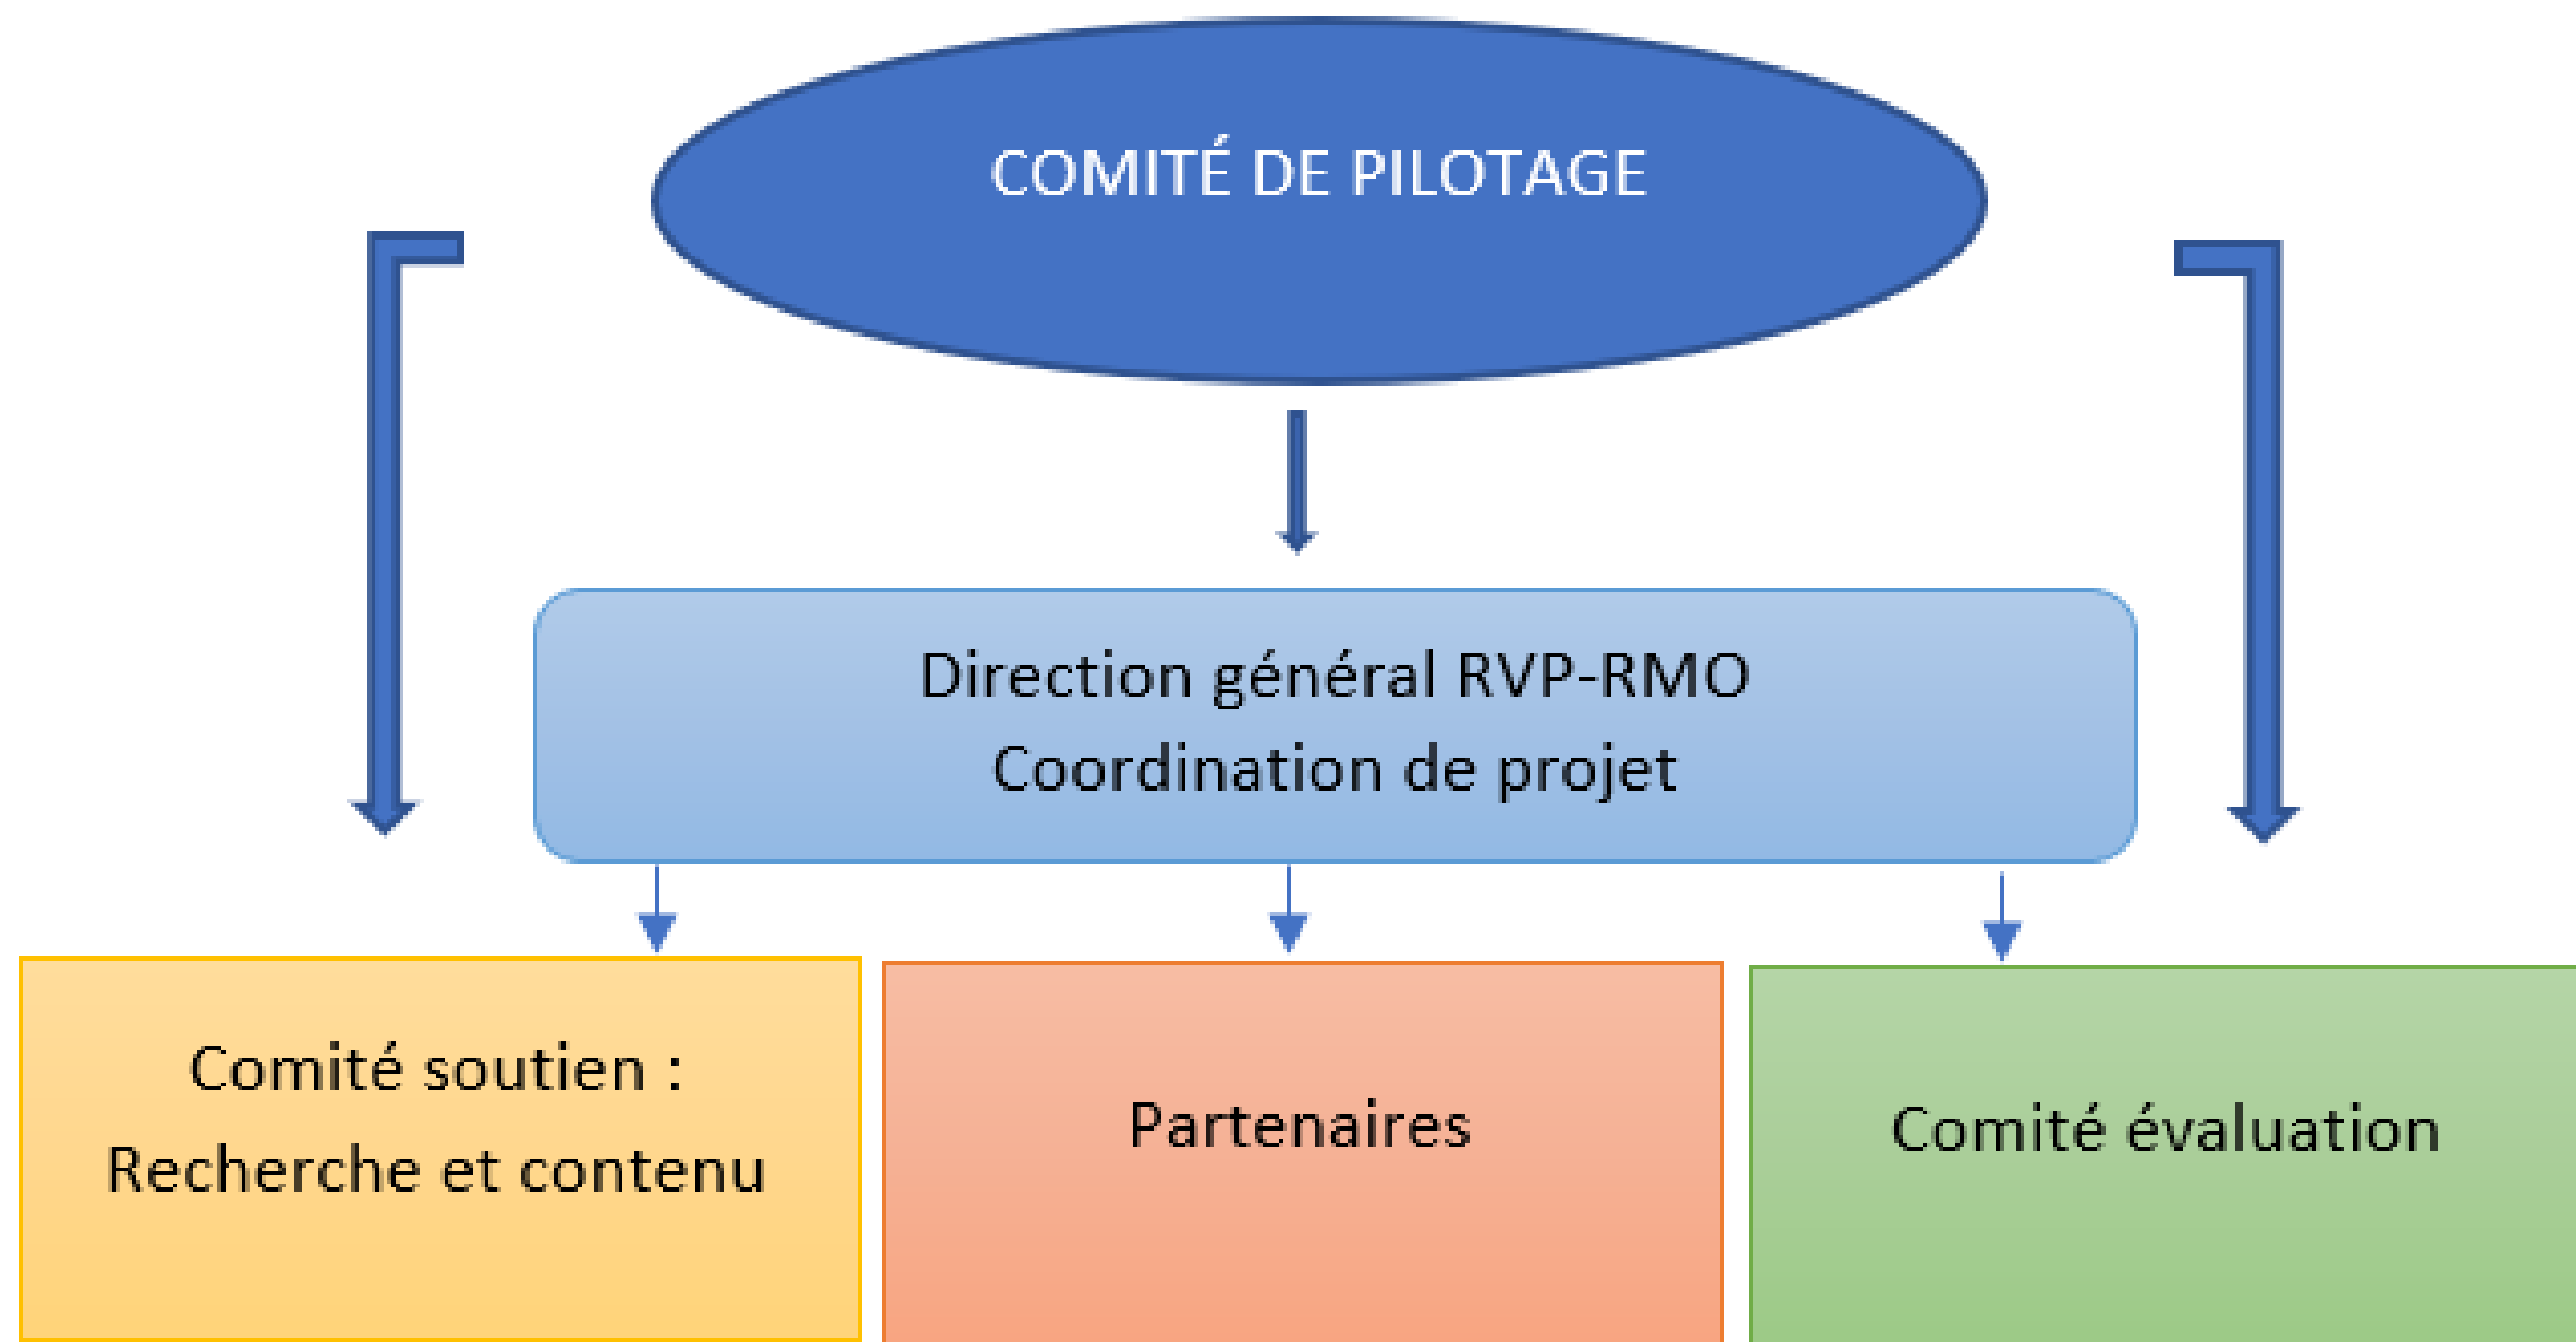 COMITÉ DE PILOTAGE
Direction général RVP-RMO
Coordination de projet
Comité soutien :
Recherche et contenu
Partenaires
Comité évaluation